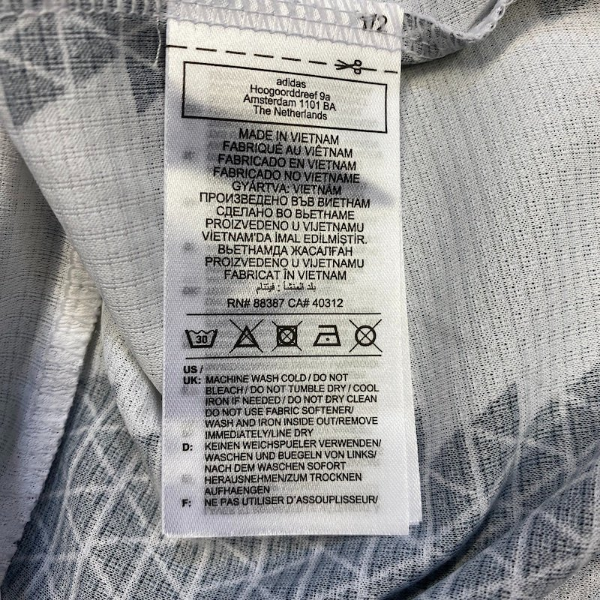 1/2
adidas
Hoogoorddreef 9a
Amsterdam 1101 BA
The Netherlands
MADE IN VIETNAM
FABRIQUÉ AU VIÊTNAM
FABRICADO EN VIETNAM
FABRICADO NO VIETNAM
GYÁRTVA: VIETNAM
ПРОИЗВЕДЕНО ВЪВ ВИЕТНАМ
СДЕЛАНО ВО ВЬЕТНАМЕ
PROIZVEDENO U VIJETNAMU
VİETNAM'DA İMAL EDİLMİŞTİR.
ВЬЕТНАМДА ЖАСАЛҒАН
PROIZVEDENO U VIJETNAMU
FABRICAT ÎN VIETNAM
بلد المنشأ : فيتنام
RN# 88387 CA# 40312
30
US /
UK: MACHINE WASH COLD / DO NOT
BLEACH / DO NOT TUMBLE DRY / COOL
IRON IF NEEDED / DO NOT DRY CLEAN
DO NOT USE FABRIC SOFTENER/
WASH AND IRON INSIDE OUT/REMOVE
IMMEDIATELY/LINE DRY
D: KEINEN WEICHSPUELER VERWENDEN/
WASCHEN UND BUEGELN VON LINKS/
NACH DEM WASCHEN SOFORT
HERAUSNEHMEN/ZUM TROCKNEN
AUFHAENGEN
F: NE PAS UTILISER D'ASSOUPLISSEUR/